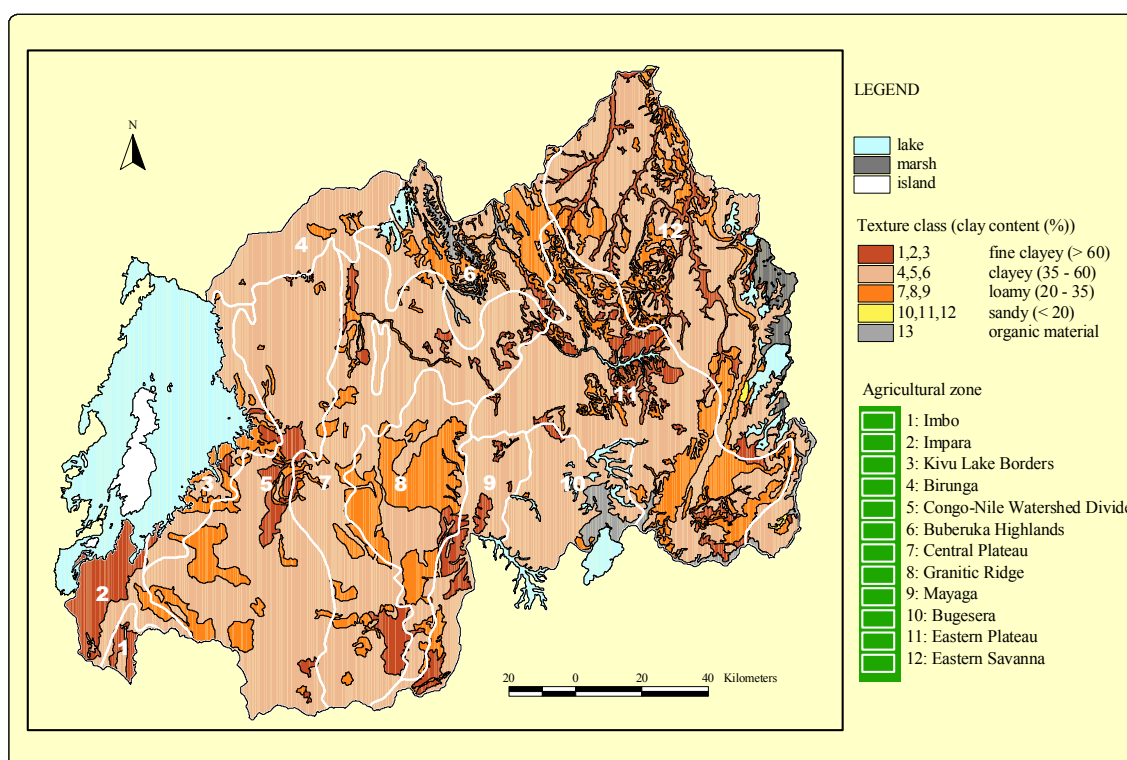 N
4
6
12
11
3
5
7
8
9
10
2
1
20 0 20 40 Kilometers
LEGEND
lake
marsh
island
Texture class (clay content (%))
1,2,3 fine clayey (> 60)
4,5,6 clayey (35 - 60)
7,8,9 loamy (20 - 35)
10,11,12 sandy (< 20)
13 organic material
Agricultural zone
1: Imbo
2: Impara
3: Kivu Lake Borders
4: Birunga
5: Congo-Nile Watershed Divide
6: Buberuka Highlands
7: Central Plateau
8: Granitic Ridge
9: Mayaga
10: Bugesera
11: Eastern Plateau
12: Eastern Savanna